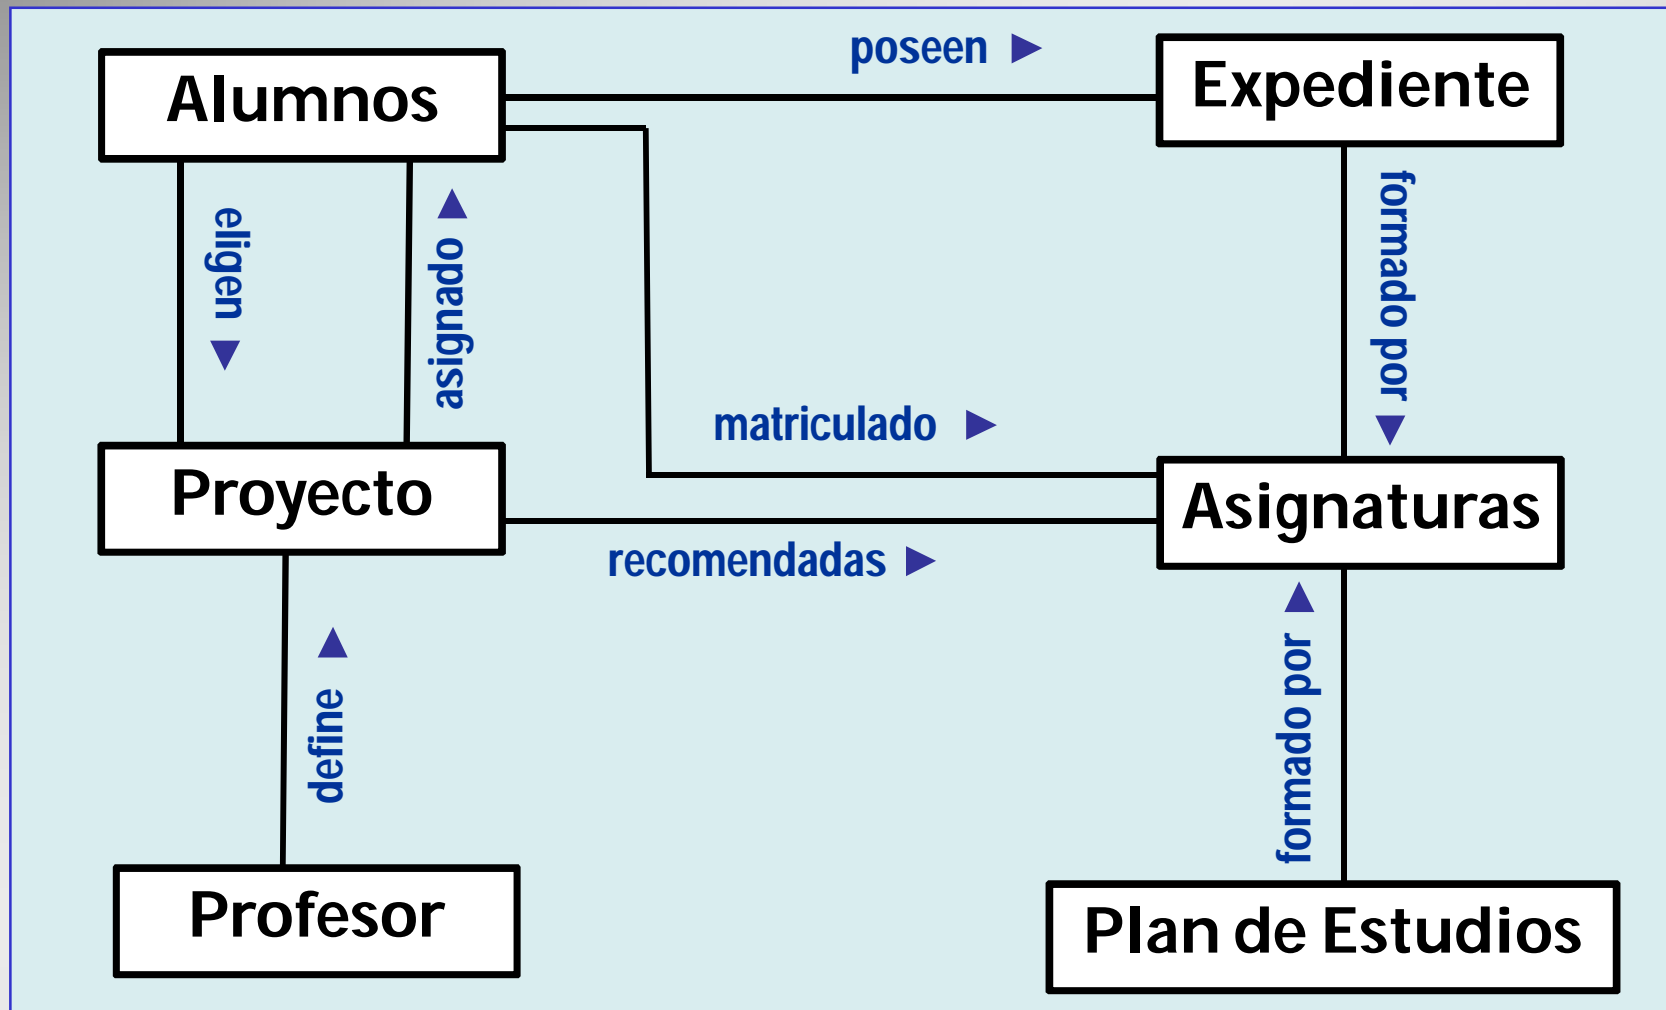 Alumnos
poseen
Expediente
eligen
asignado
formado por
matriculado
Proyecto
Asignaturas
recomendadas
define
formado por
Profesor
Plan de Estudios